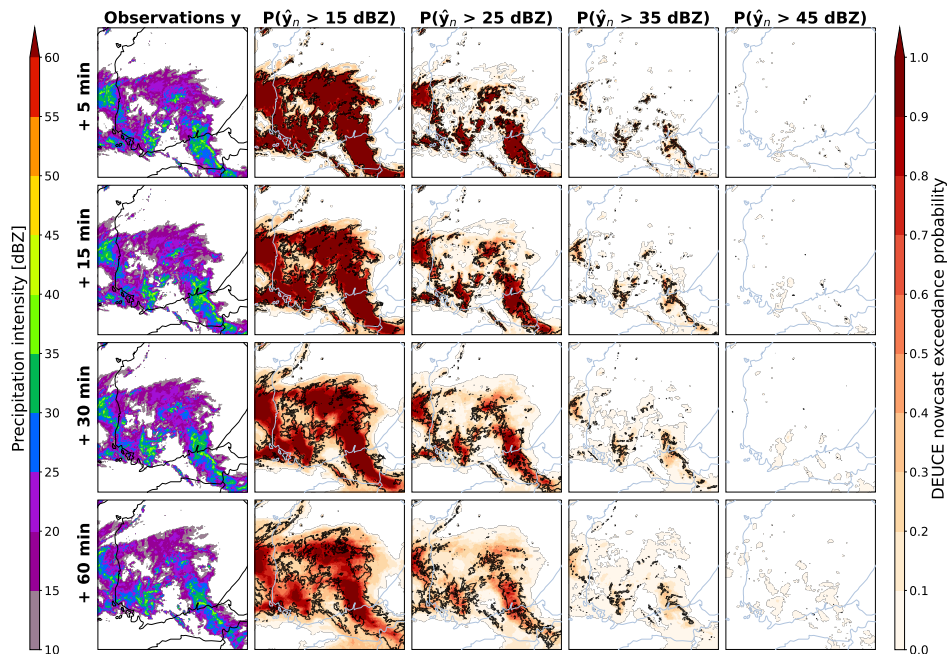 Observations y
P(ŷₙ > 15 dBZ)
P(ŷₙ > 25 dBZ)
P(ŷₙ > 35 dBZ)
P(ŷₙ > 45 dBZ)
Precipitation intensity [dBZ]
60
55
50
45
40
35
30
25
20
15
10
+ 5 min
+ 15 min
+ 30 min
+ 60 min
1.0
0.9
0.8
0.7
0.6
0.5
0.4
0.3
0.2
0.1
0.0
DEUCE nowcast exceedance probability